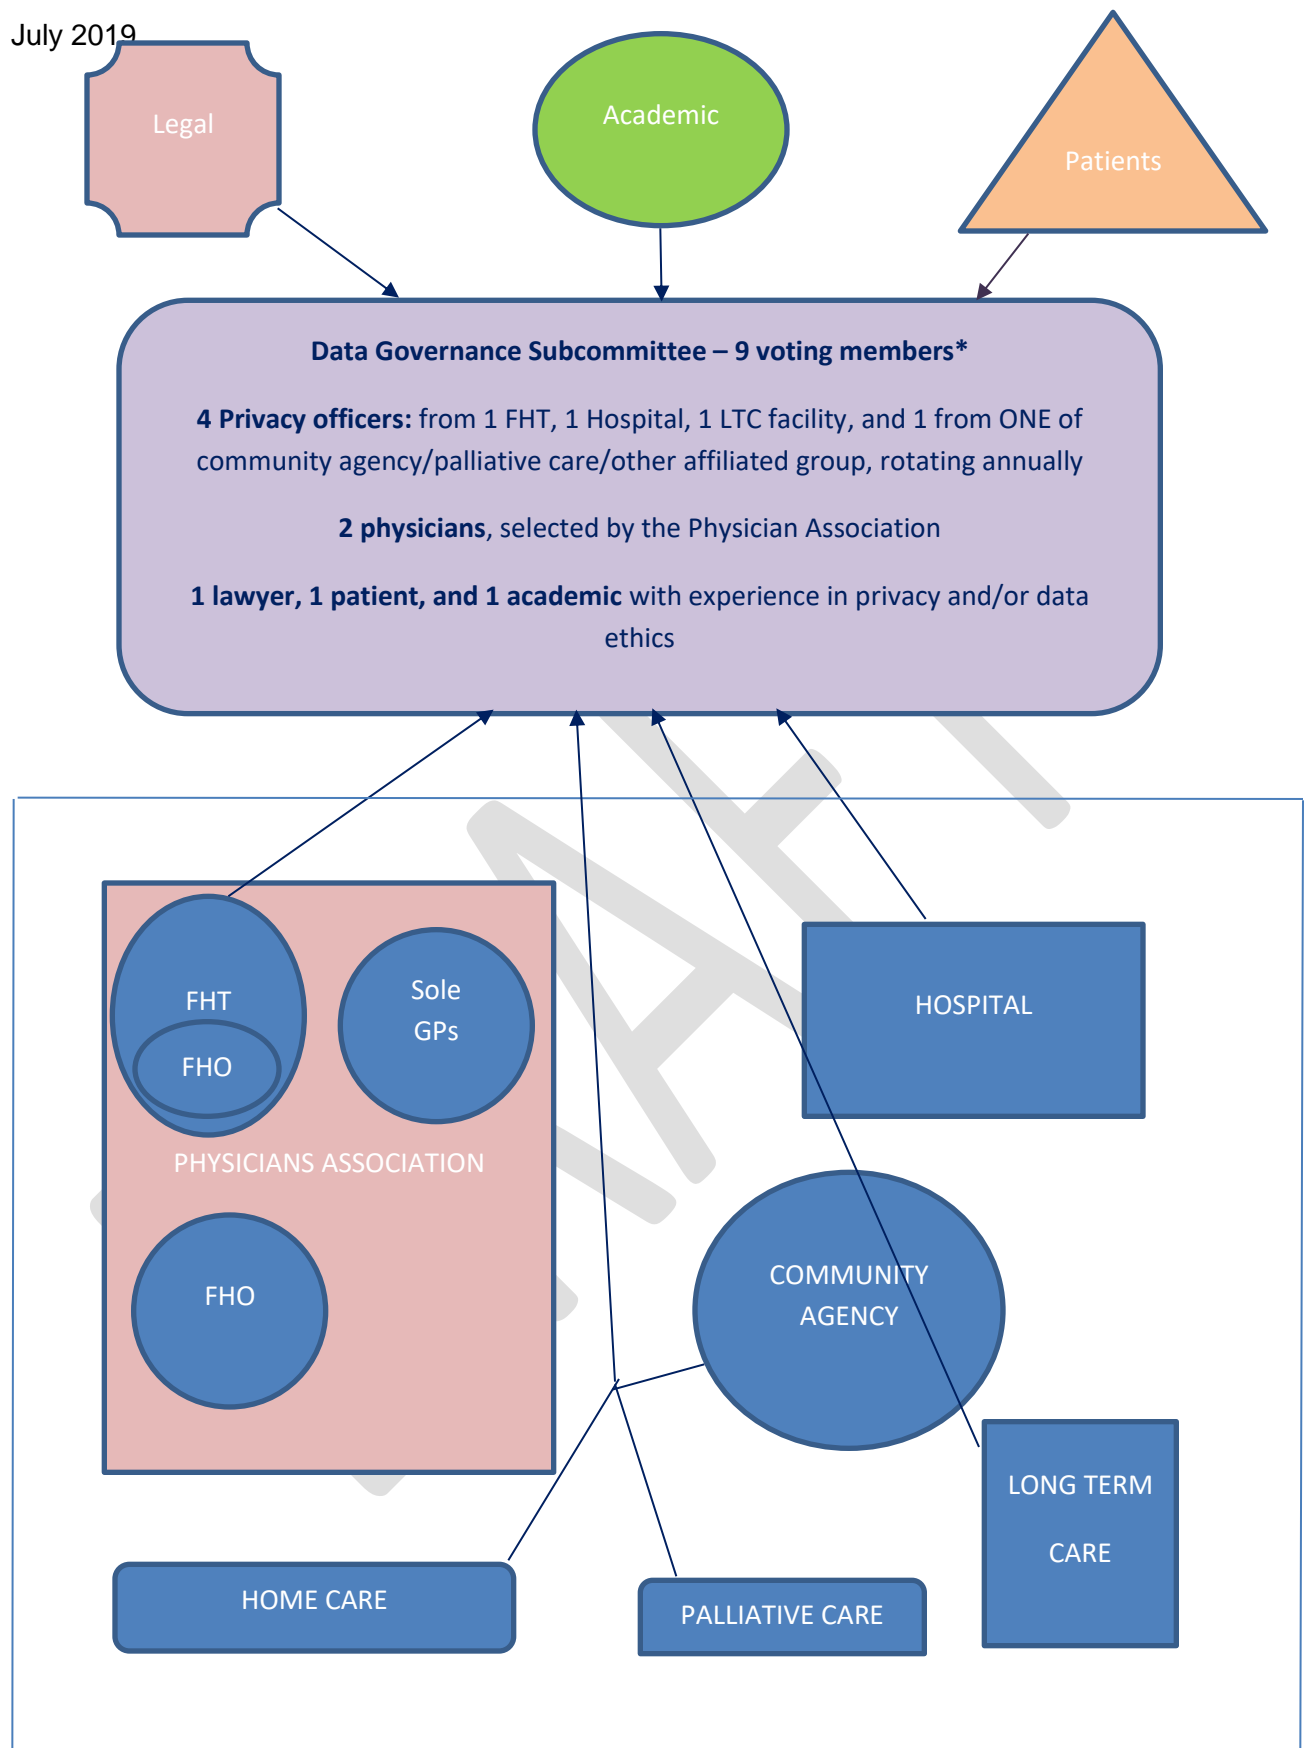 July 2019
Legal
Academic
Patients
Data Governance Subcommittee – 9 voting members*
4 Privacy officers: from 1 FHT, 1 Hospital, 1 LTC facility, and 1 from ONE of
community agency/palliative care/other affiliated group, rotating annually
2 physicians, selected by the Physician Association
1 lawyer, 1 patient, and 1 academic with experience in privacy and/or data
ethics
FHT
FHO
Sole
GPs
HOSPITAL
PHYSICIANS ASSOCIATION
FHO
COMMUNITY
AGENCY
LONG TERM
CARE
HOME CARE
PALLIATIVE CARE
DRAFT